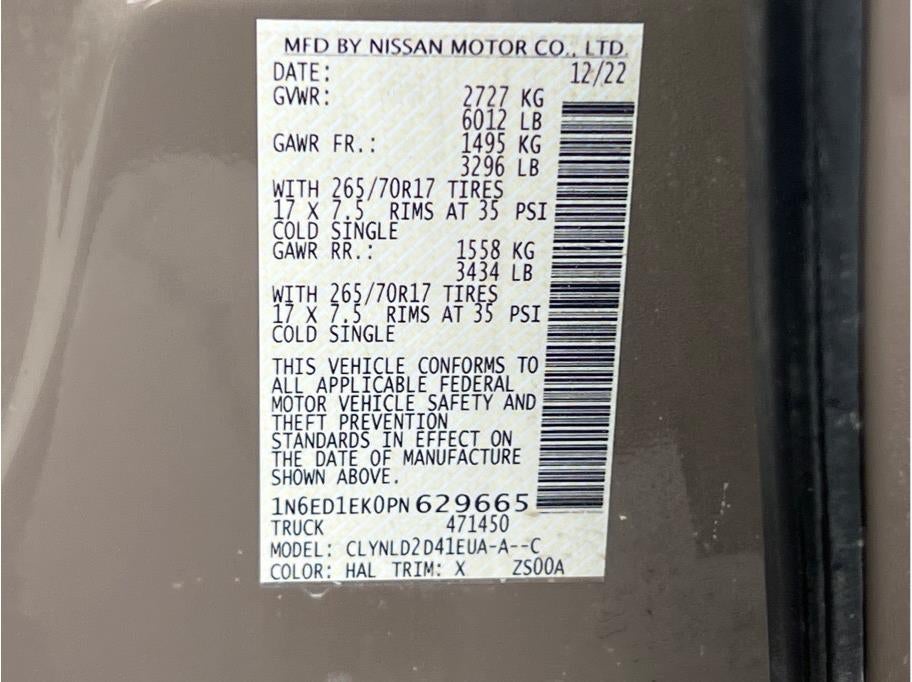 MFD BY NISSAN MOTOR CO., LTD.
DATE: 12/22
GVWR: 2727 KG
6012 LB
GAWR FR.: 1495 KG
3296 LB
WITH 265/70R17 TIRES
17 X 7.5 RIMS AT 35 PSI
COLD SINGLE
GAWR RR.: 1558 KG
3434 LB
WITH 265/70R17 TIRES
17 X 7.5 RIMS AT 35 PSI
COLD SINGLE
THIS VEHICLE CONFORMS TO
ALL APPLICABLE FEDERAL
MOTOR VEHICLE SAFETY AND
THEFT PREVENTION
STANDARDS IN EFFECT ON
THE DATE OF MANUFACTURE
SHOWN ABOVE.
1N6ED1EK0PN629665
TRUCK 471450
MODEL: CLYNLD2D41EUA-A--C
COLOR: HAL TRIM: X ZS00A